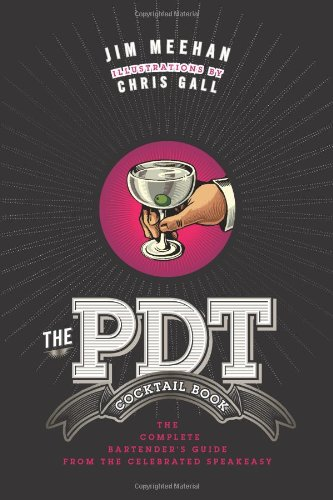 JIM MEEHAN
ILLUSTRATIONS BY
CHRIS GALL
THE PDT
COCKTAIL BOOK
THE
COMPLETE
BARTENDER'S GUIDE
FROM THE CELEBRATED SPEAKEASY